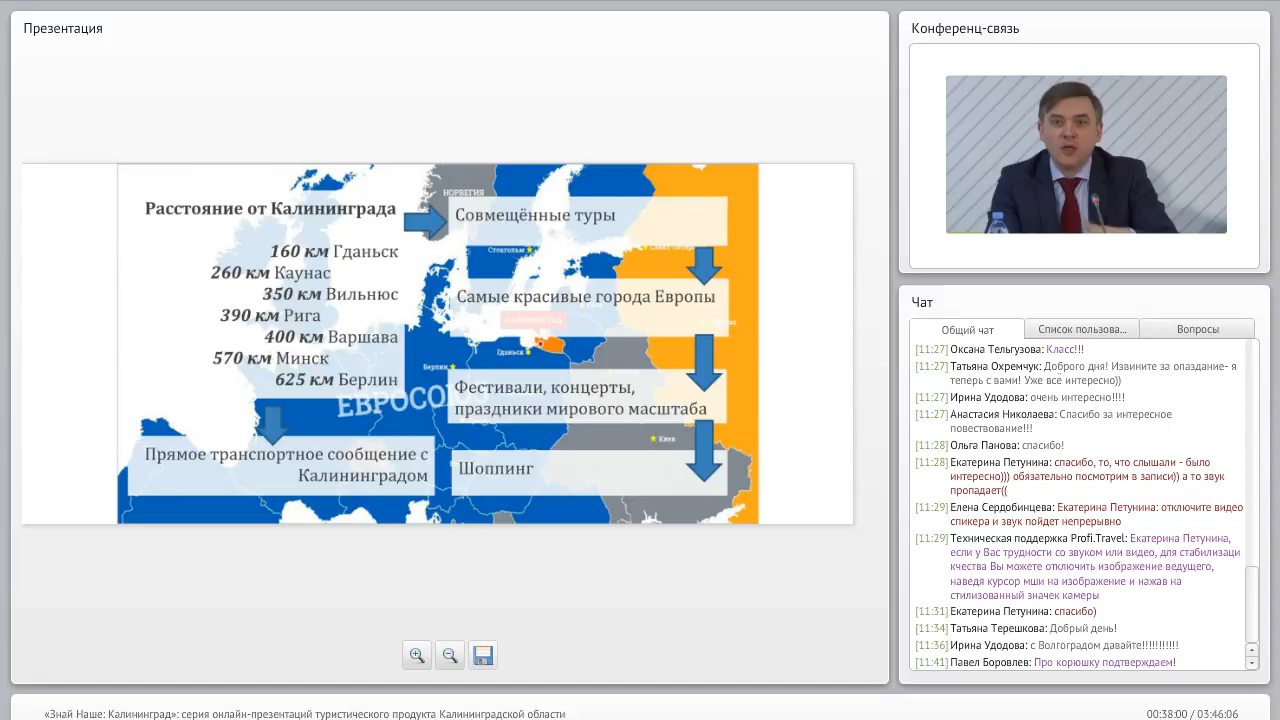 Презентация
Расстояние от Калининграда
160 км Гданьск
260 км Каунас
350 км Вильнюс
390 км Рига
400 км Варшава
570 км Минск
625 км Берлин
Прямое транспортное сообщение с
Калининградом
НОРВЕГИЯ
Совмещённые туры
Стокгольм
Самые красивые города Европы
КАЛИНИНГРАД
Гданьск
Берлин
ЕВРОСОЮЗ
Фестивали, концерты,
праздники мирового масштаба
Киев
Шоппинг
Конференц-связь
Чат
Общий чат
Список пользова...
Вопросы
[11:27] Оксана Тельгузова: Класс!!!
[11:27] Татьяна Охремчук: Доброго дня! Извините за опаздание- я
теперь с вами! Уже всё интересно))
[11:27] Ирина Удодова: очень интересно!!!!
[11:27] Анастасия Николаева: Спасибо за интересное
повествование!!!
[11:28] Ольга Панова: спасибо!
[11:28] Екатерина Петунина: спасибо, то, что слышали - было
интересно))) обязательно посмотрим в записи)) а то звук
пропадает((
[11:29] Елена Сердобинцева: Екатерина Петунина: отключите видео
спикера и звук пойдет непрерывно
[11:29] Техническая поддержка Profi.Travel: Екатерина Петунина,
если у Вас трудности со звуком или видео, для стабилизаци
кчества Вы можете отключить изображение ведущего,
наведя курсор мши на изображение и нажав на
стилизованный значек камеры
[11:31] Екатерина Петунина: спасибо)
[11:34] Татьяна Терешкова: Добрый день!
[11:36] Ирина Удодова: с Волгоградом давайте!!!!!!!!!!!
[11:41] Павел Боровлев: Про корюшку подтверждаем!
«Знай Наше: Калининград»: серия онлайн-презентаций туристического продукта Калининградской области
00:38:00 / 03:46:06